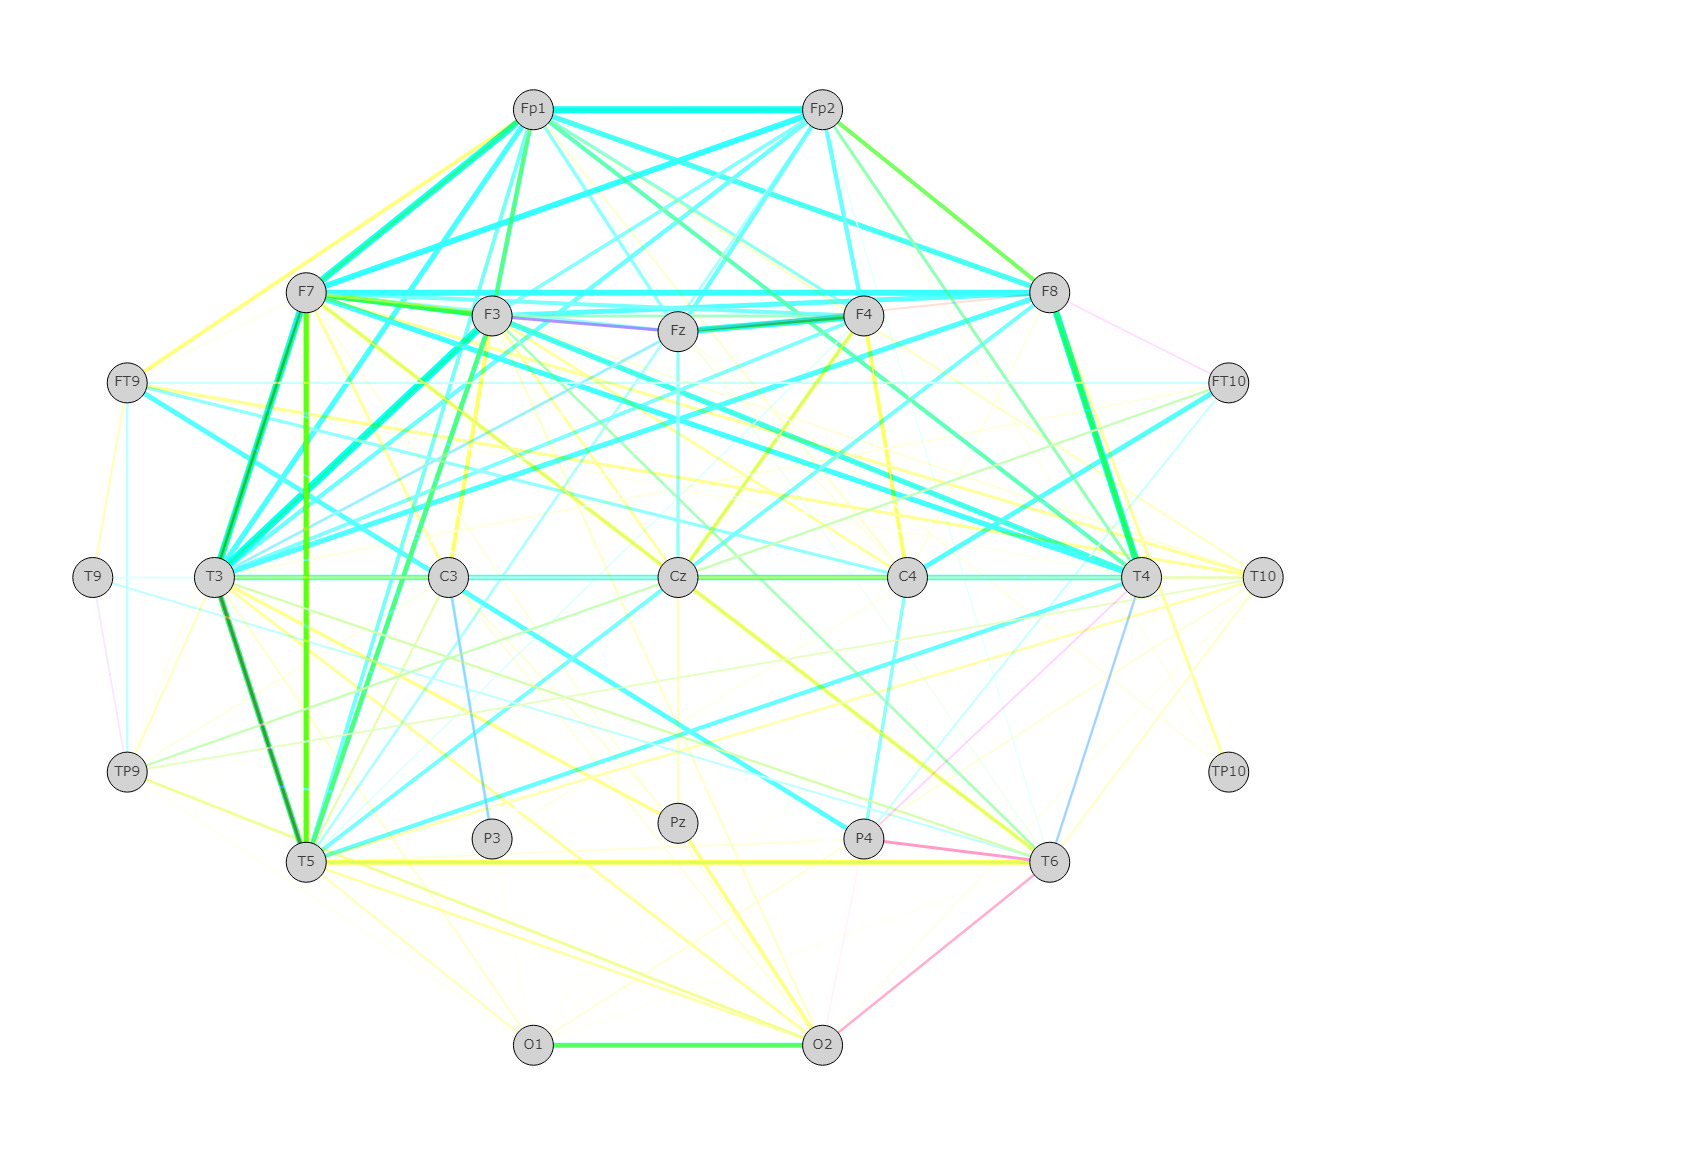 Fp1 Fp2
F7 F3 Fz F4 F8
FT9 FT10
T9 T3 C3 Cz C4 T4 T10
TP9 TP10
T5 P3 Pz P4 T6
O1 O2